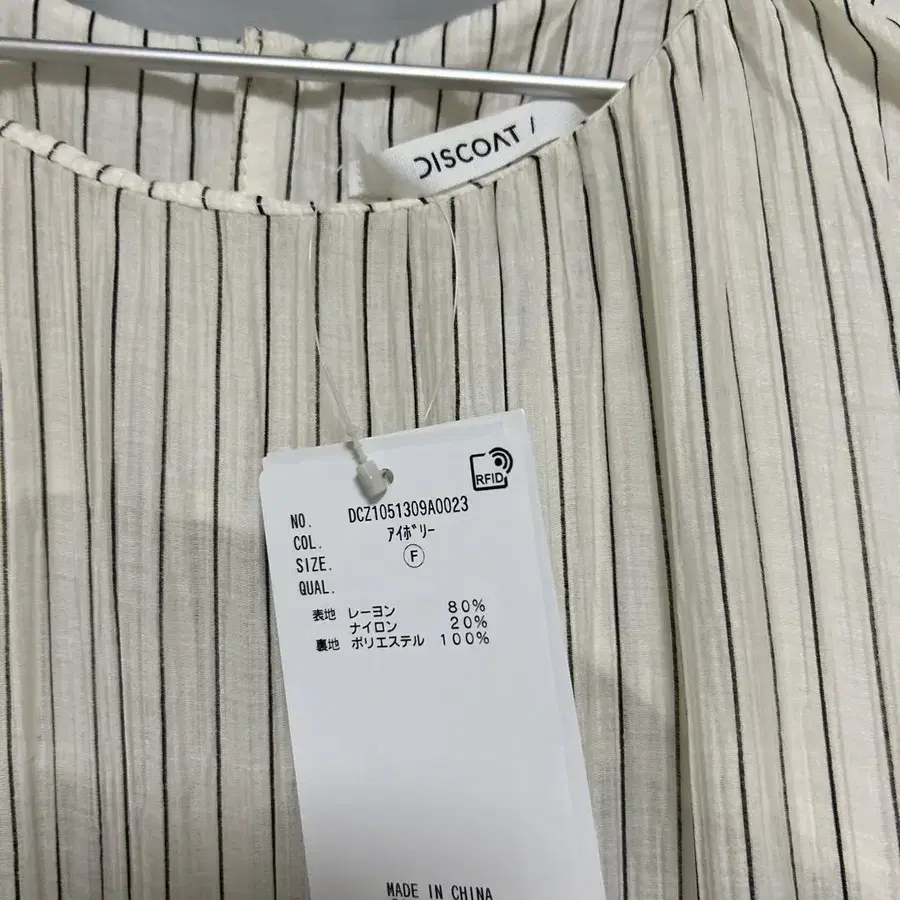 DISCOAT /
RFID
NO. DCZ1051309A0023
COL. ｱｲﾎﾞﾘｰ
SIZE. F
QUAL.
表地 レーヨン 80%
ナイロン 20%
裏地 ポリエステル 100%
MADE IN CHINA